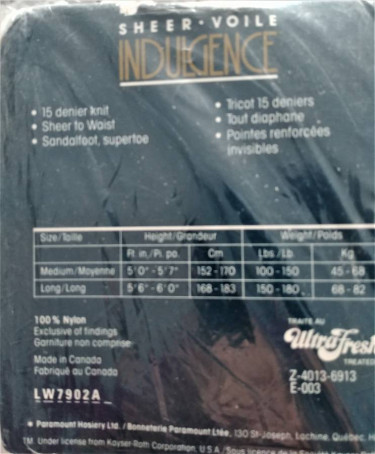 SHEER • VOILE
INDULGENCE
• 15 denier knit
• Sheer to Waist
• Sandalfoot, supertoe
• Tricot 15 deniers
• Tout diaphane
• Pointes renforcées
invisibles
Size/Taille Height/Grandeur Weight/Poids
Ft. in./Pi. po. Cm Lbs./Lb. Kg
Medium/Moyenne 5'0" - 5'7" 152 - 170 100 - 150 45 - 68
Long/Long 5'6" - 6'0" 168 - 183 150 - 180 68 - 82
100% Nylon
Exclusive of findings
Garniture non comprise
Made in Canada
Fabriqué au Canada
LW7902A
TRAITÉ AU
UltraFresh
TREATED
Z-4013-6913
E-003
• Paramount Hosiery Ltd. / Bonneterie Paramount Ltée, 130 St-Joseph, Lachine, Québec, H
TM. Under license from Kayser-Roth Corporation, U.S.A./Sous licence de la